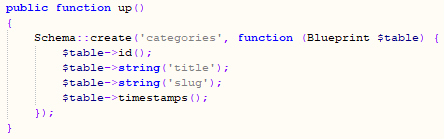 public function up()
{
    Schema::create('categories', function (Blueprint $table) {
        $table->id();
        $table->string('title');
        $table->string('slug');
        $table->timestamps();
    });
}